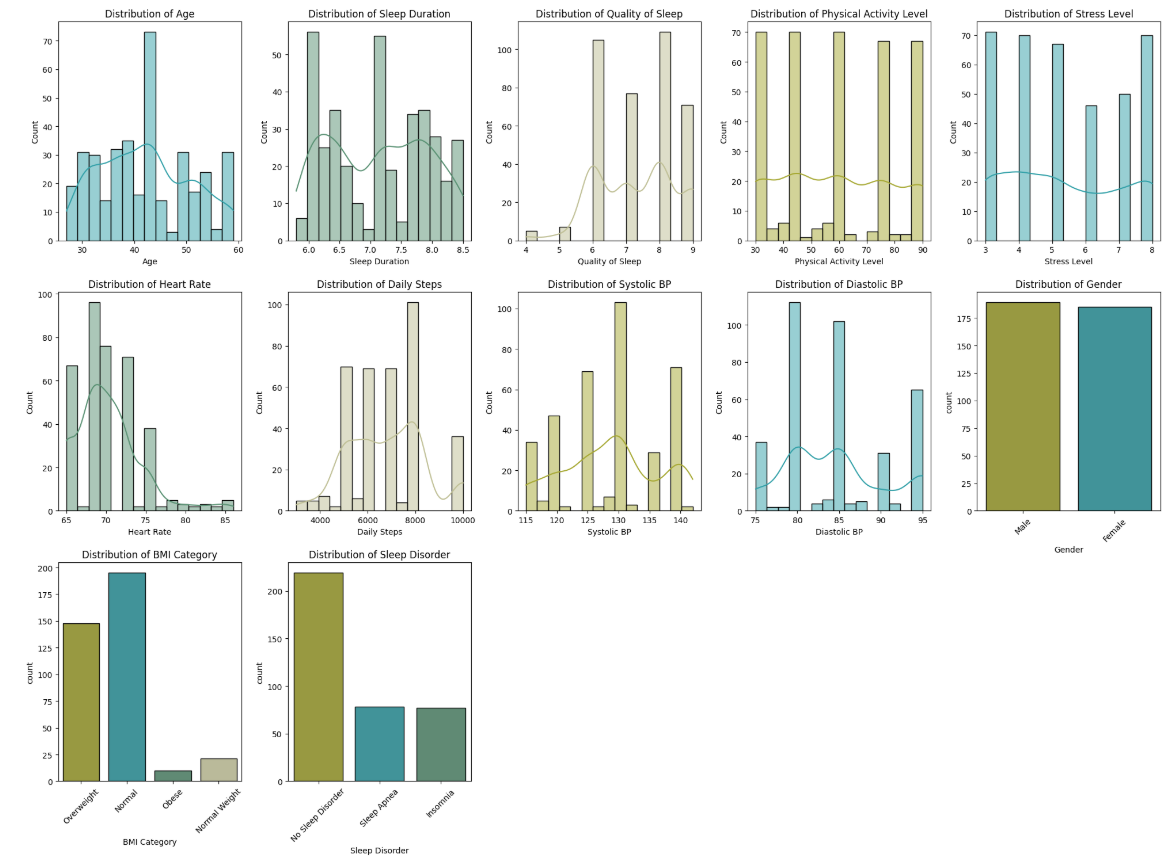 Distribution of Age
Count
70
60
50
40
30
20
10
0
30 40 50 60
Age
Distribution of Sleep Duration
Count
50
40
30
20
10
0
6.0 6.5 7.0 7.5 8.0 8.5
Sleep Duration
Distribution of Quality of Sleep
Count
100
80
60
40
20
0
4 5 6 7 8 9
Quality of Sleep
Distribution of Physical Activity Level
Count
70
60
50
40
30
20
10
0
30 40 50 60 70 80 90
Physical Activity Level
Distribution of Stress Level
Count
70
60
50
40
30
20
10
0
3 4 5 6 7 8
Stress Level
Distribution of Heart Rate
Count
100
80
60
40
20
0
65 70 75 80 85
Heart Rate
Distribution of Daily Steps
Count
100
80
60
40
20
0
4000 6000 8000 10000
Daily Steps
Distribution of Systolic BP
Count
100
80
60
40
20
0
115 120 125 130 135 140
Systolic BP
Distribution of Diastolic BP
Count
100
80
60
40
20
0
75 80 85 90 95
Diastolic BP
Distribution of Gender
count
175
150
125
100
75
50
25
0
Male Female
Gender
Distribution of BMI Category
count
200
175
150
125
100
75
50
25
0
Overweight Normal Obese Normal Weight
BMI Category
Distribution of Sleep Disorder
count
200
150
100
50
0
No Sleep Disorder Sleep Apnea Insomnia
Sleep Disorder